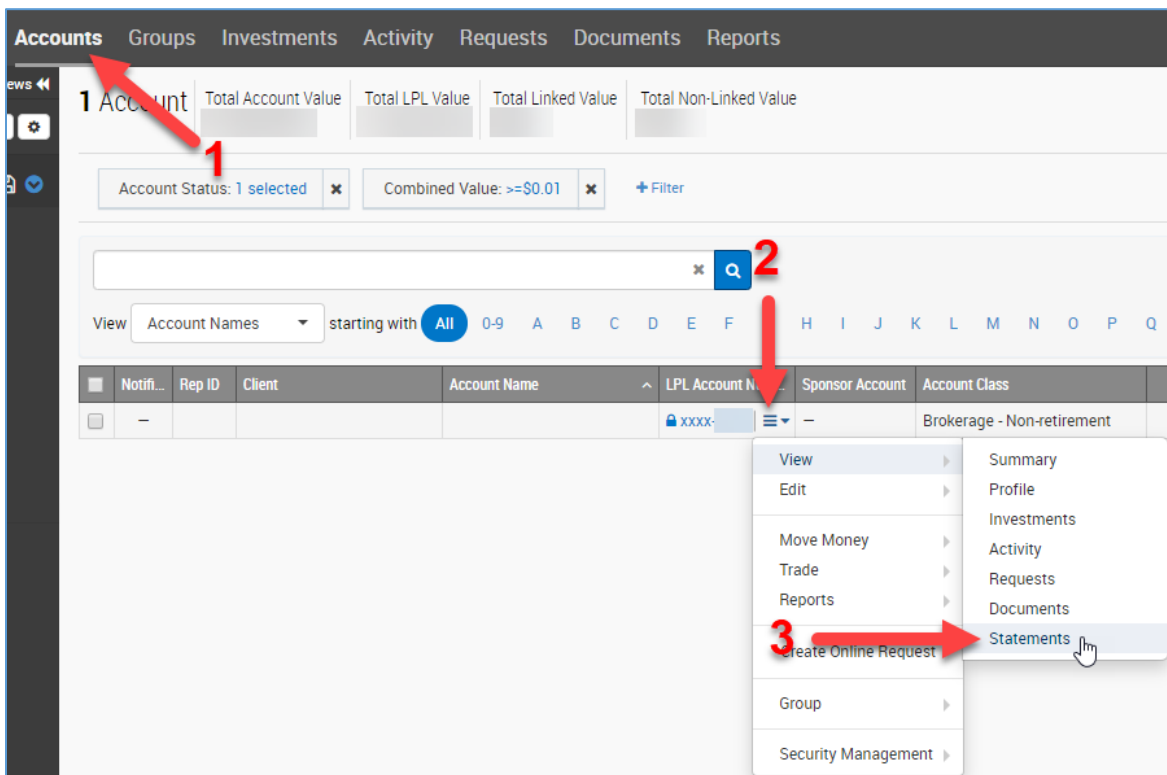 Accounts Groups Investments Activity Requests Documents Reports
ews
1 Account Total Account Value Total LPL Value Total Linked Value Total Non-Linked Value
1
Account Status: 1 selected × Combined Value: >=$0.01 × + Filter
2
View Account Names starting with All 0-9 A B C D E F H I J K L M N O P Q
Notifi... Rep ID Client Account Name LPL Account N... Sponsor Account Account Class
– xxxx- – Brokerage - Non-retirement
View Summary
Edit Profile
Investments
Move Money Activity
Trade Requests
Reports Documents
3 Statements
Create Online Request
Group
Security Management